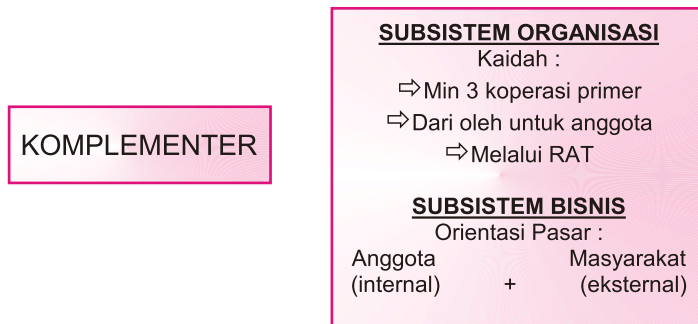 KOMPLEMENTER
SUBSISTEM ORGANISASI
Kaidah :
⇨Min 3 koperasi primer
⇨Dari oleh untuk anggota
⇨Melalui RAT
SUBSISTEM BISNIS
Orientasi Pasar :
Anggota Masyarakat
(internal) + (eksternal)